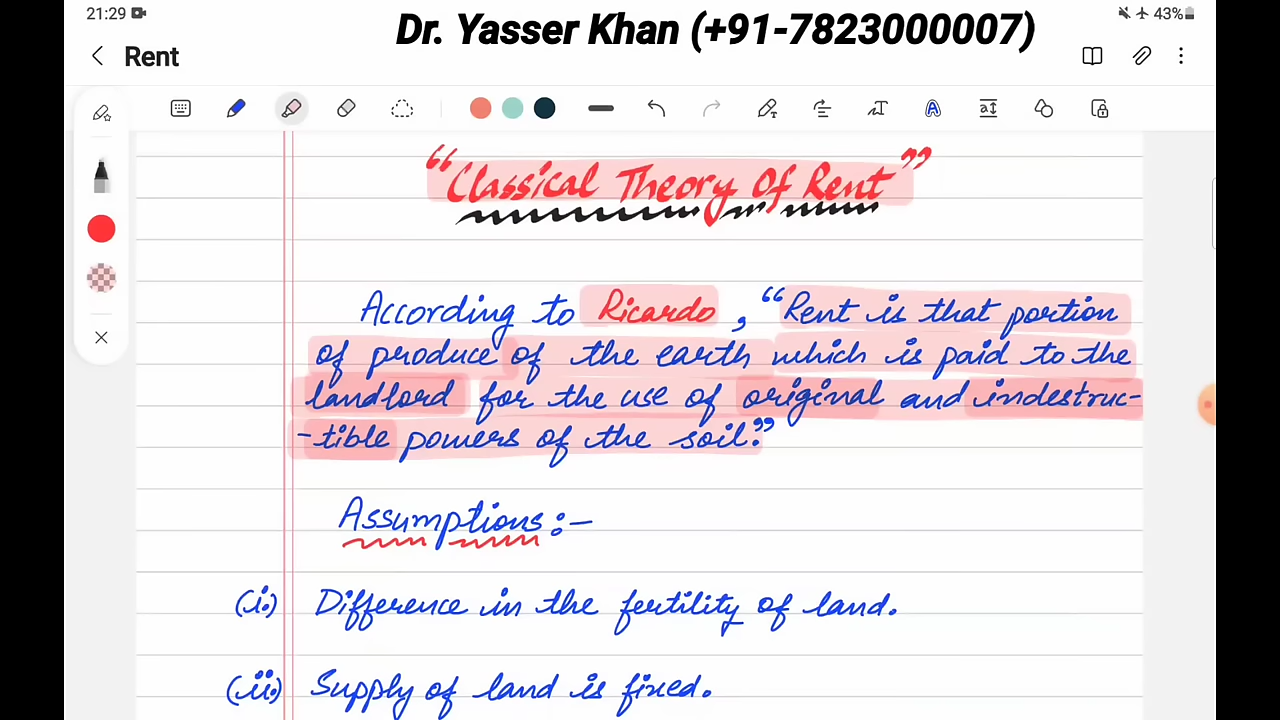 21:29
43%
Dr. Yasser Khan (+91-7823000007)
Rent
"Classical Theory Of Rent"
According to Ricardo, "Rent is that portion
of produce of the earth which is paid to the
landlord for the use of original and indestruc-
-tible powers of the soil."
Assumptions:-
(i.) Difference in the fertility of land.
(ii.) Supply of land is fixed.